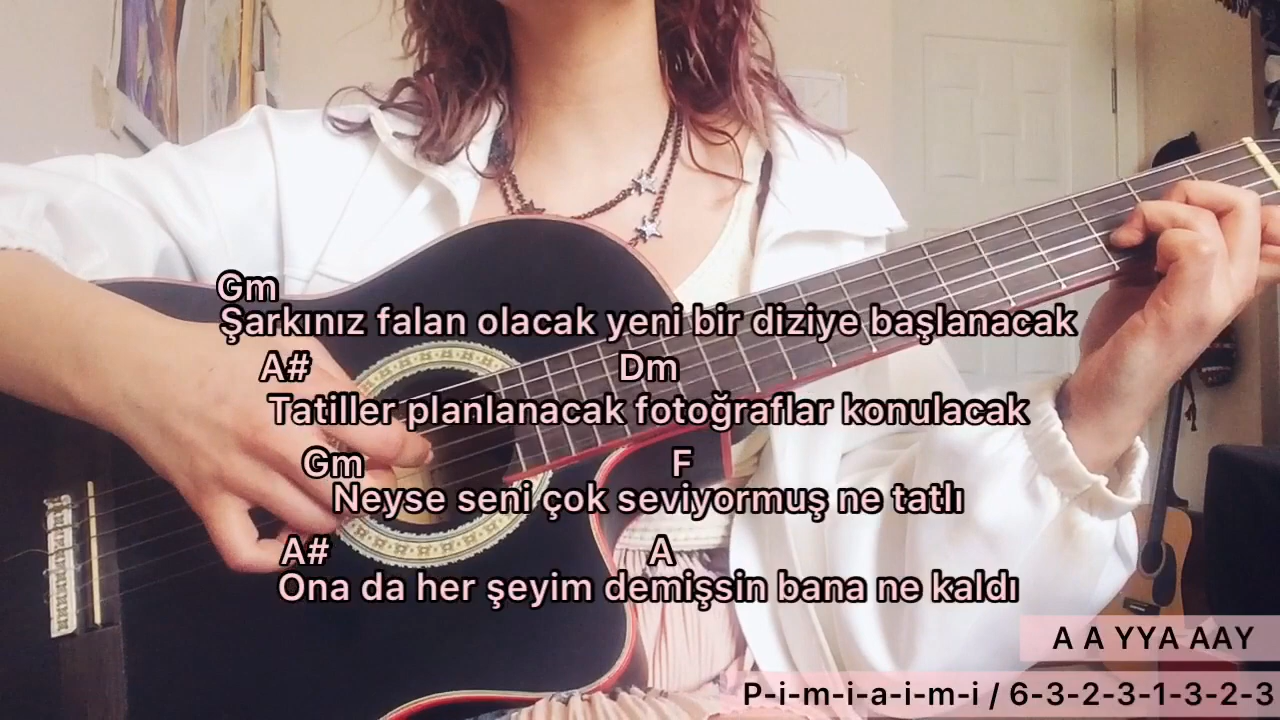 Gm
Şarkınız falan olacak yeni bir diziye başlanacak
A# Dm
Tatiller planlanacak fotoğraflar konulacak
Gm F
Neyse seni çok seviyormuş ne tatlı
A# A
Ona da her şeyim demişsin bana ne kaldı
A A YYA AAY
P-i-m-i-a-i-m-i / 6-3-2-3-1-3-2-3